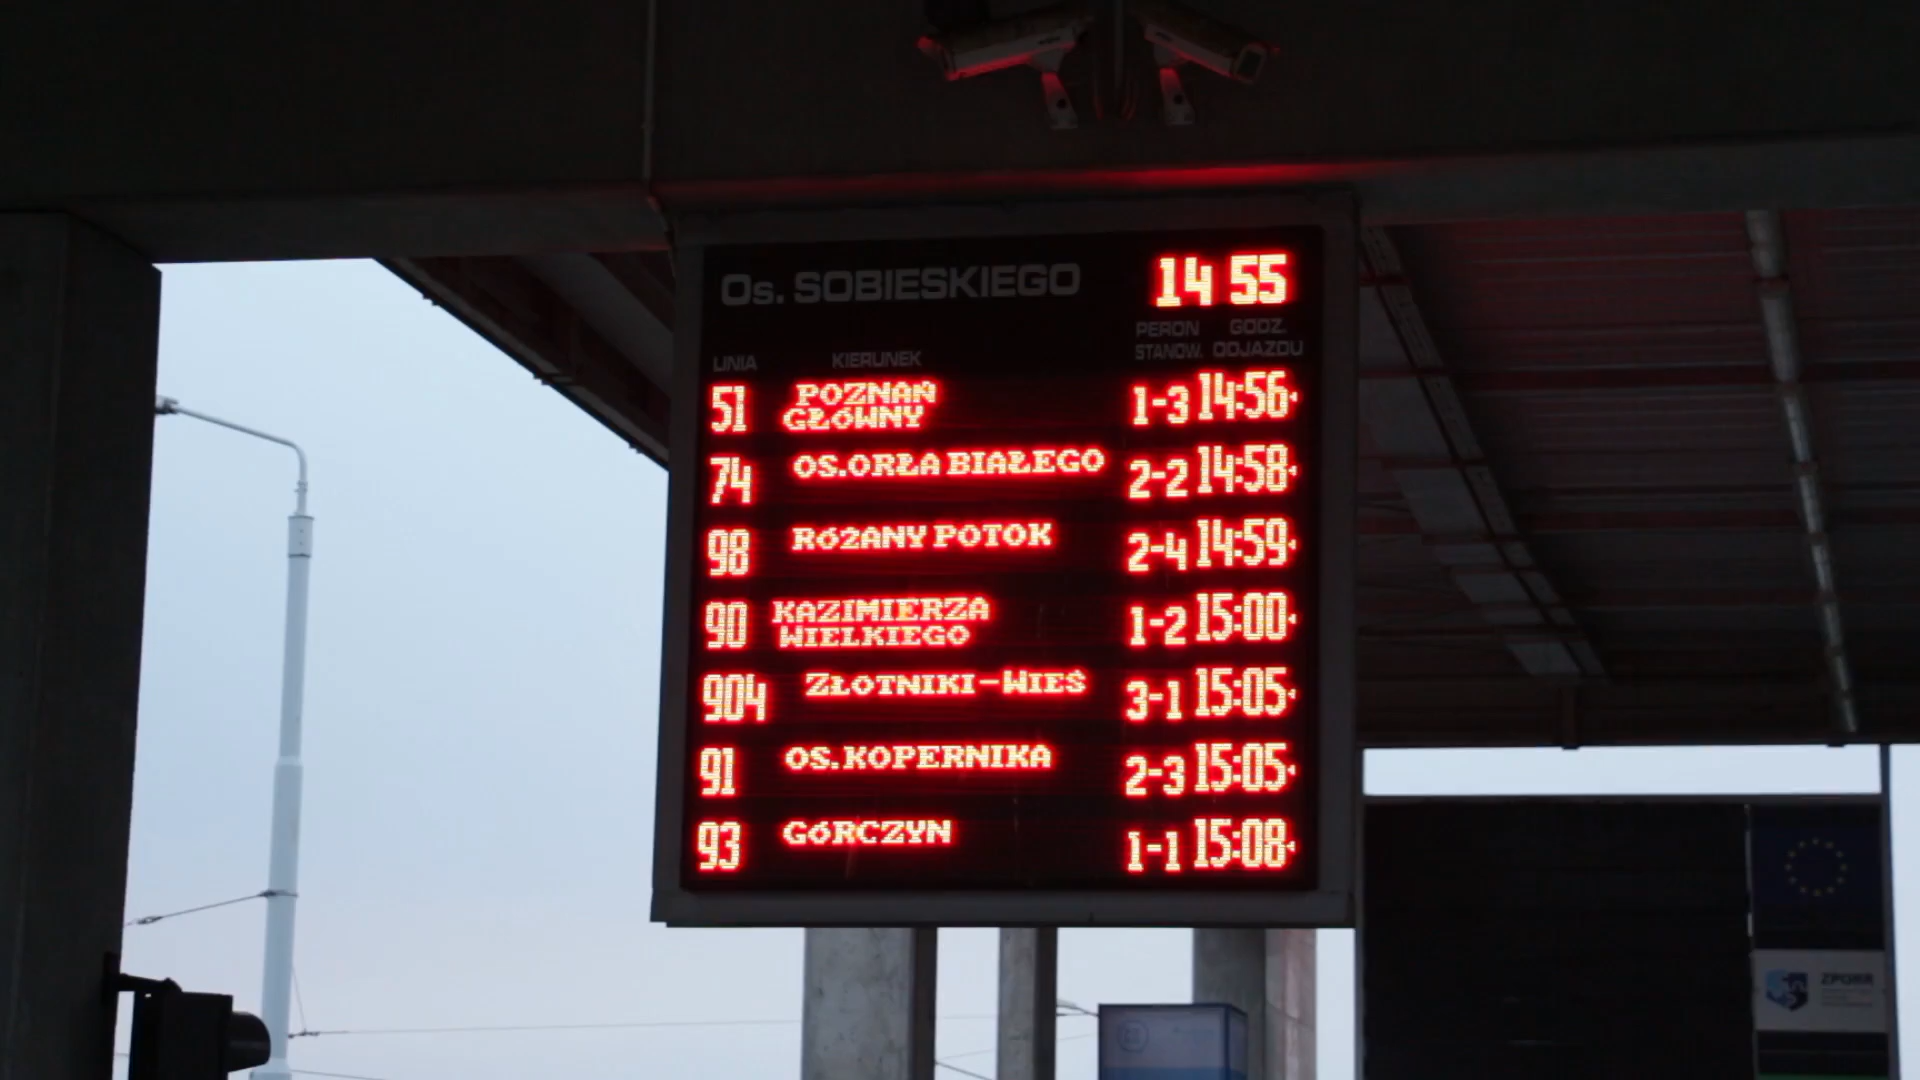 Os. SOBIESKIEGO 14 55
PERON GODZ.
STANOW. ODJAZDU
LINIA KIERUNEK
51 POZNAŃ GŁÓWNY 1-3 14:56
74 OS.ORŁA BIAŁEGO 2-2 14:58
98 RÓŻANY POTOK 2-4 14:59
90 KAZIMIERZA WIELKIEGO 1-2 15:00
904 ZŁOTNIKI-WIEŚ 3-1 15:05
91 OS.KOPERNIKA 2-3 15:05
93 GÓRCZYN 1-1 15:08